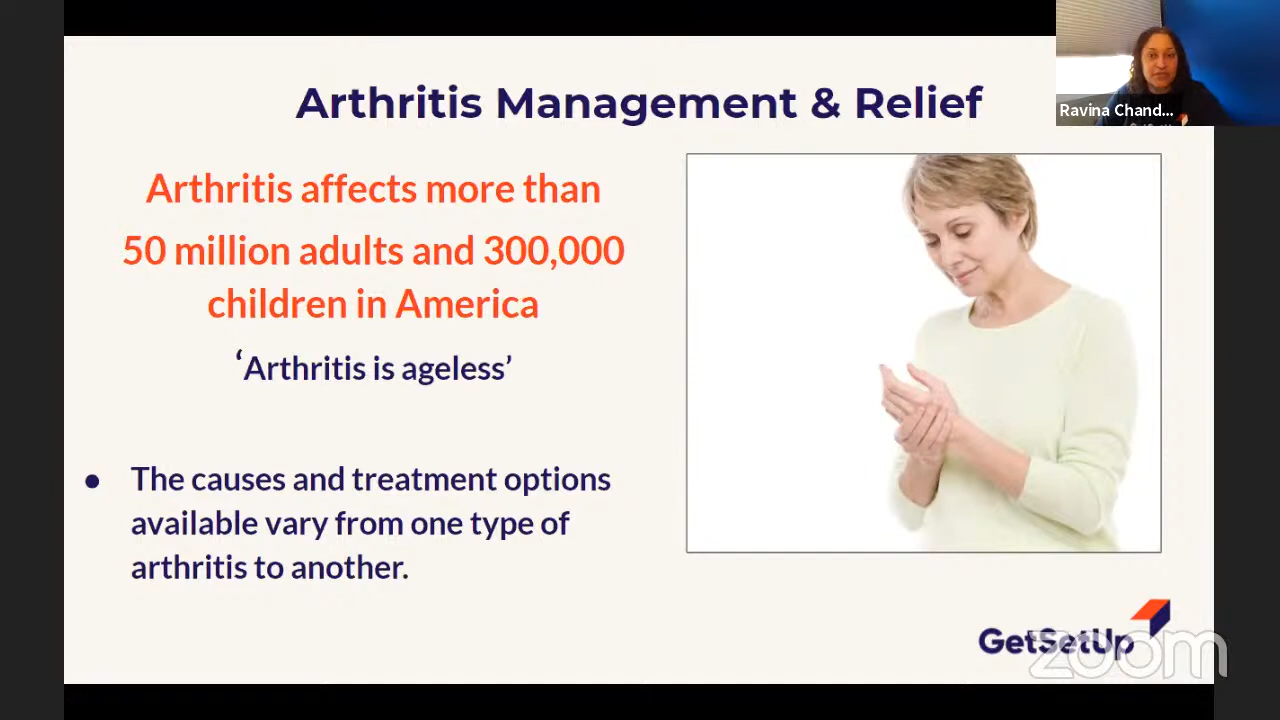 Arthritis Management & Relief
Ravina Chand...
Arthritis affects more than
50 million adults and 300,000
children in America
‘Arthritis is ageless’
● The causes and treatment options
available vary from one type of
arthritis to another.
GetSetUp
zoom